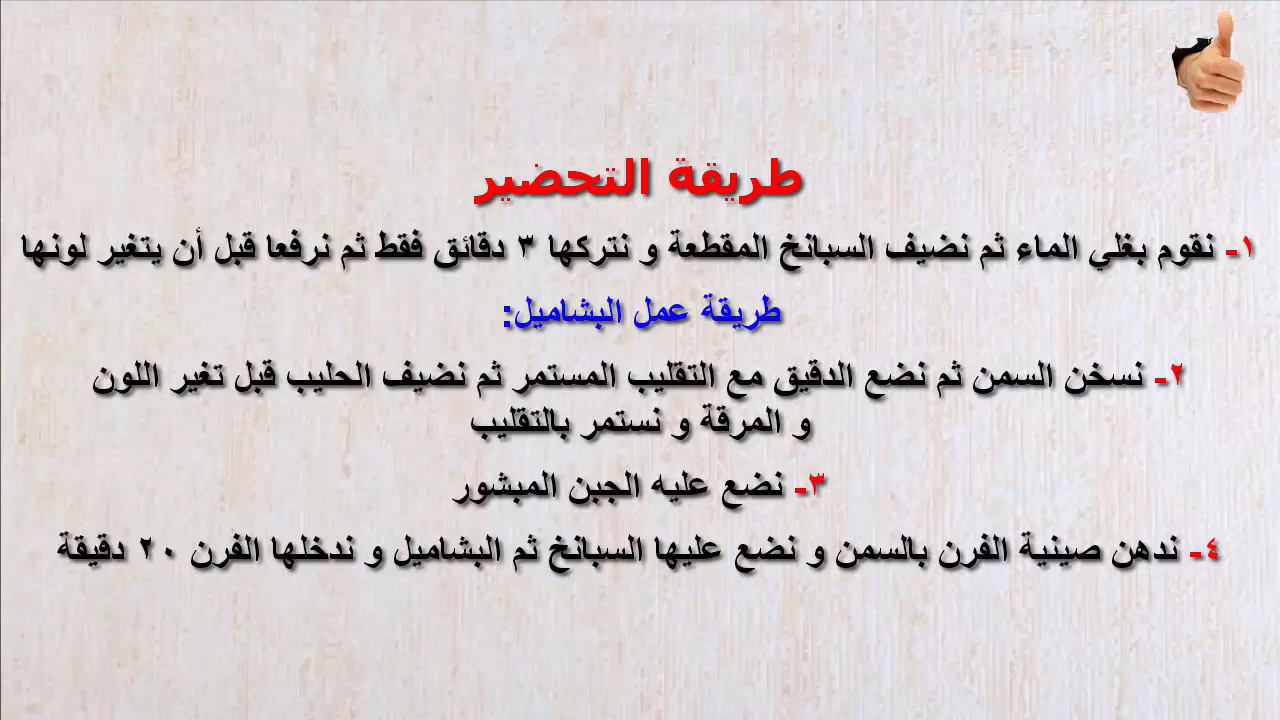 طريقة التحضير
١- نقوم بغلي الماء ثم نضيف السبانخ المقطعة و نتركها ٣ دقائق فقط ثم نرفعا قبل أن يتغير لونها
طريقة عمل البشاميل:
٢- نسخن السمن ثم نضع الدقيق مع التقليب المستمر ثم نضيف الحليب قبل تغير اللون
و المرقة و نستمر بالتقليب
٣- نضع عليه الجبن المبشور
٤- ندهن صينية الفرن بالسمن و نضع عليها السبانخ ثم البشاميل و ندخلها الفرن ٢٠ دقيقة